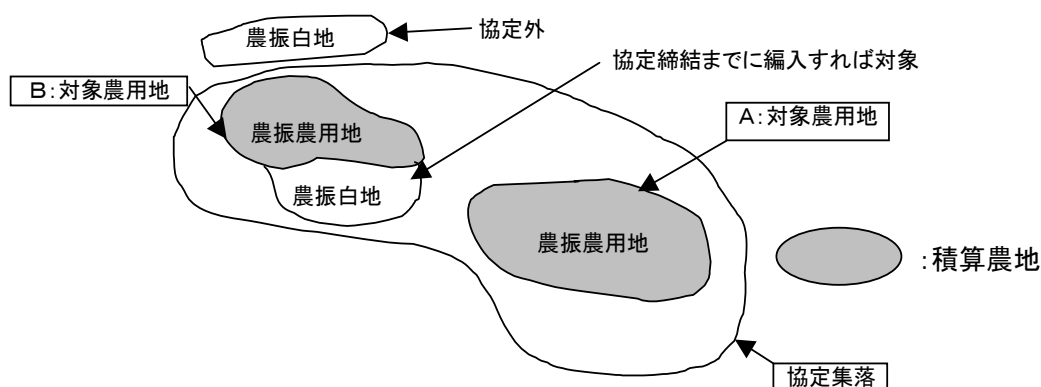 農振白地
協定外
協定締結までに編入すれば対象
B:対象農用地
A:対象農用地
農振農用地
農振白地
農振農用地
:積算農地
協定集落